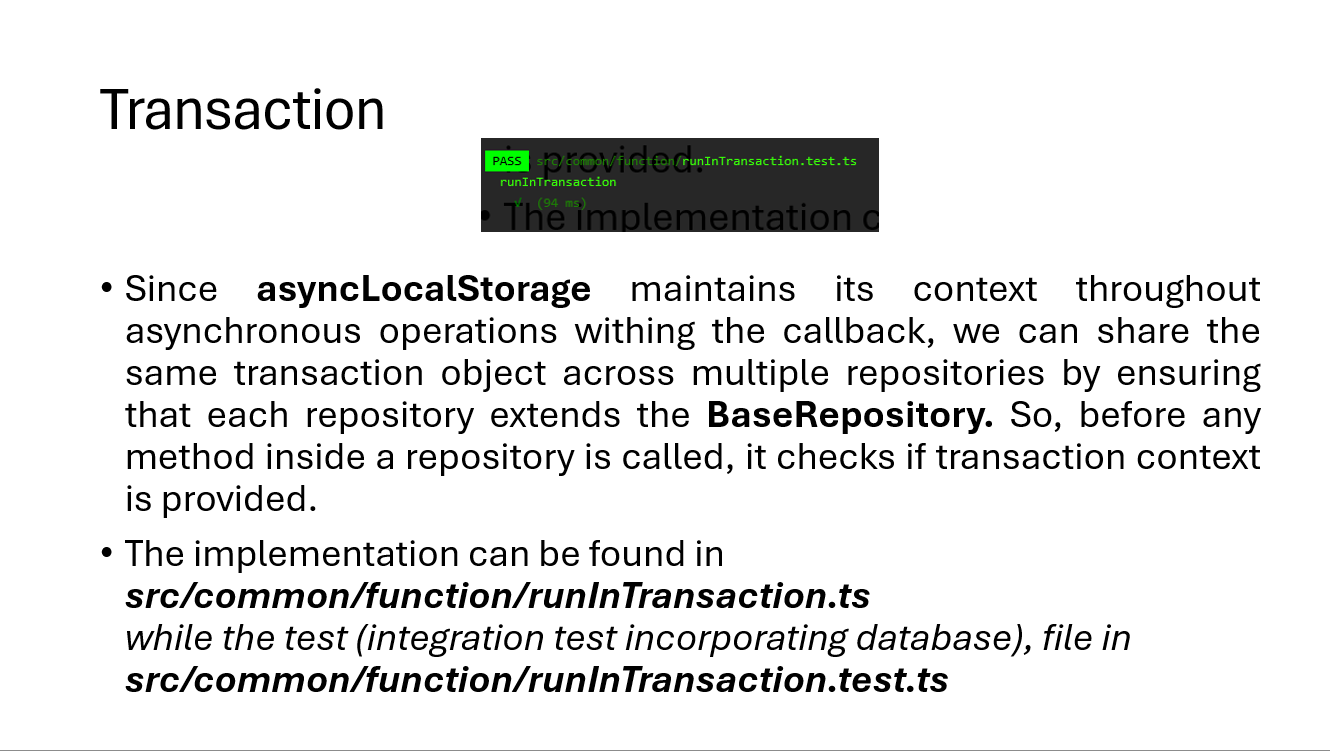 Transaction
provided.
PASS src/common/function/runInTransaction.test.ts
runInTransaction
√ (94 ms)
• The implementation c
• Since asyncLocalStorage maintains its context throughout
asynchronous operations withing the callback, we can share the
same transaction object across multiple repositories by ensuring
that each repository extends the BaseRepository. So, before any
method inside a repository is called, it checks if transaction context
is provided.
• The implementation can be found in
src/common/function/runInTransaction.ts
while the test (integration test incorporating database), file in
src/common/function/runInTransaction.test.ts